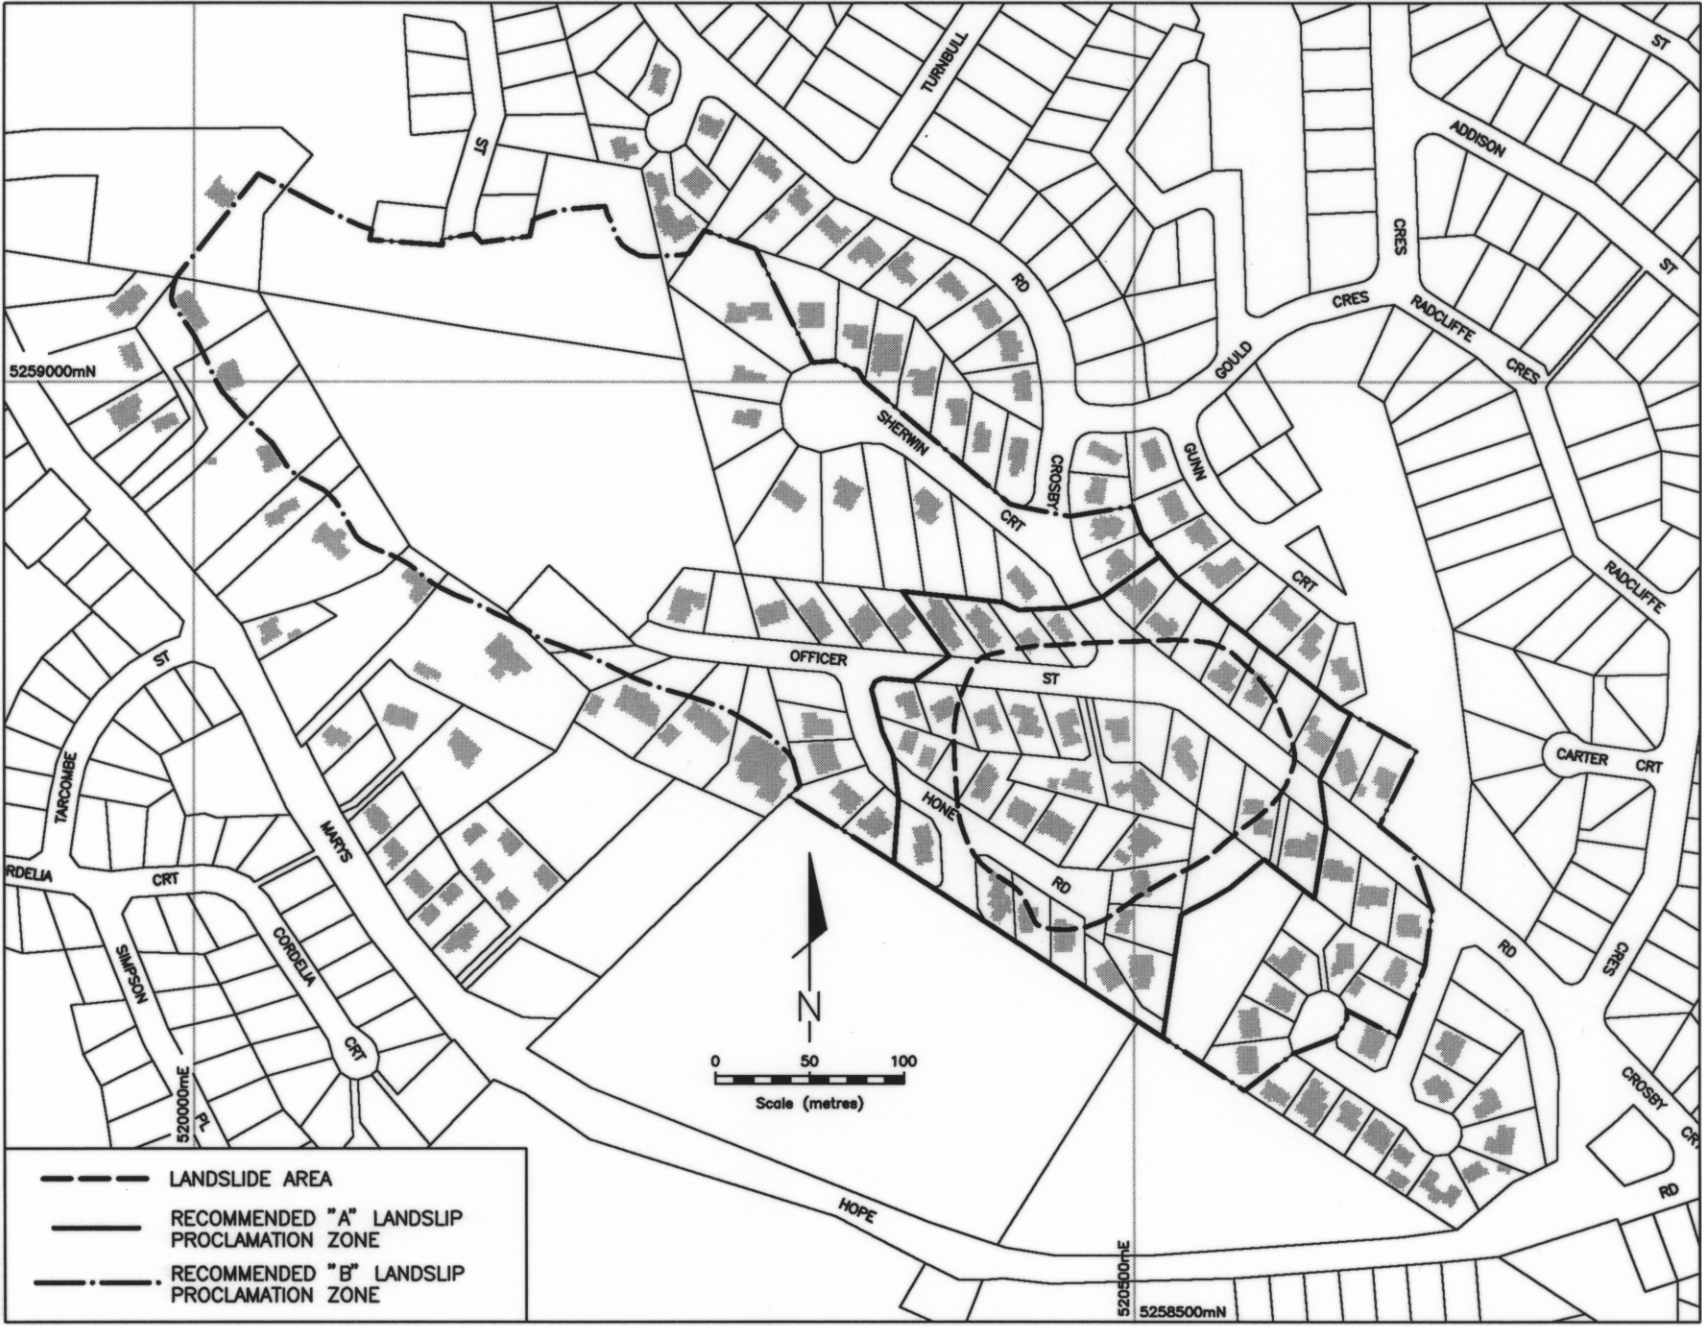 ST
TURNBULL
ADDISON
ST
CRES
ST
RD
CRES
RADCLIFFE
GOULD
CRES
5259000mN
SHERWIN
CROSBY
GUNN
CRT
CRT
RADCLIFFE
ST
OFFICER
ST
TARCOMBE
CARTER CRT
HONE
MARYS
RDELIA
CRT
RD
SIMPSON
CORDELIA
RD
CRES
N
CRT
0 50 100
Scale (metres)
520000mE
PL
CROSBY
CRT
RD
HOPE
520500mE
5258500mN
LANDSLIDE AREA
RECOMMENDED "A" LANDSLIP
PROCLAMATION ZONE
RECOMMENDED "B" LANDSLIP
PROCLAMATION ZONE
ST